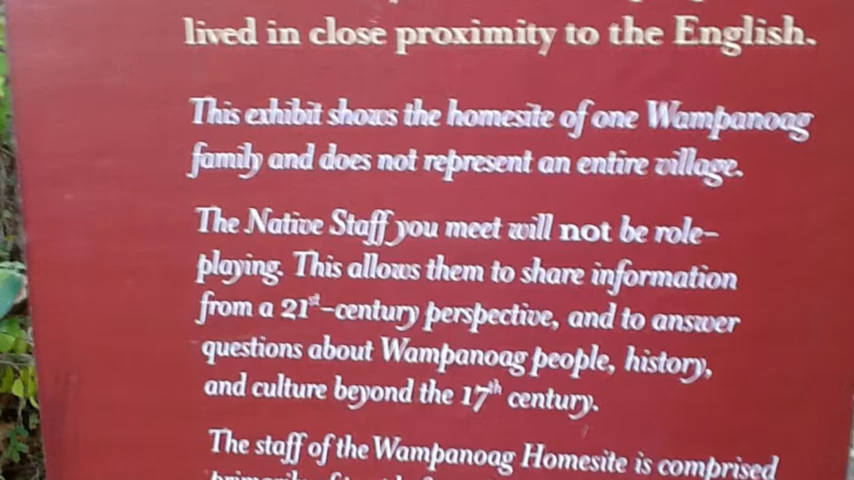 lived in close proximity to the English.
This exhibit shows the homesite of one Wampanoag
family and does not represent an entire village.
The Native Staff you meet will not be role-
playing. This allows them to share information
from a 21st-century perspective, and to answer
questions about Wampanoag people, history,
and culture beyond the 17th century.
The staff of the Wampanoag Homesite is comprised